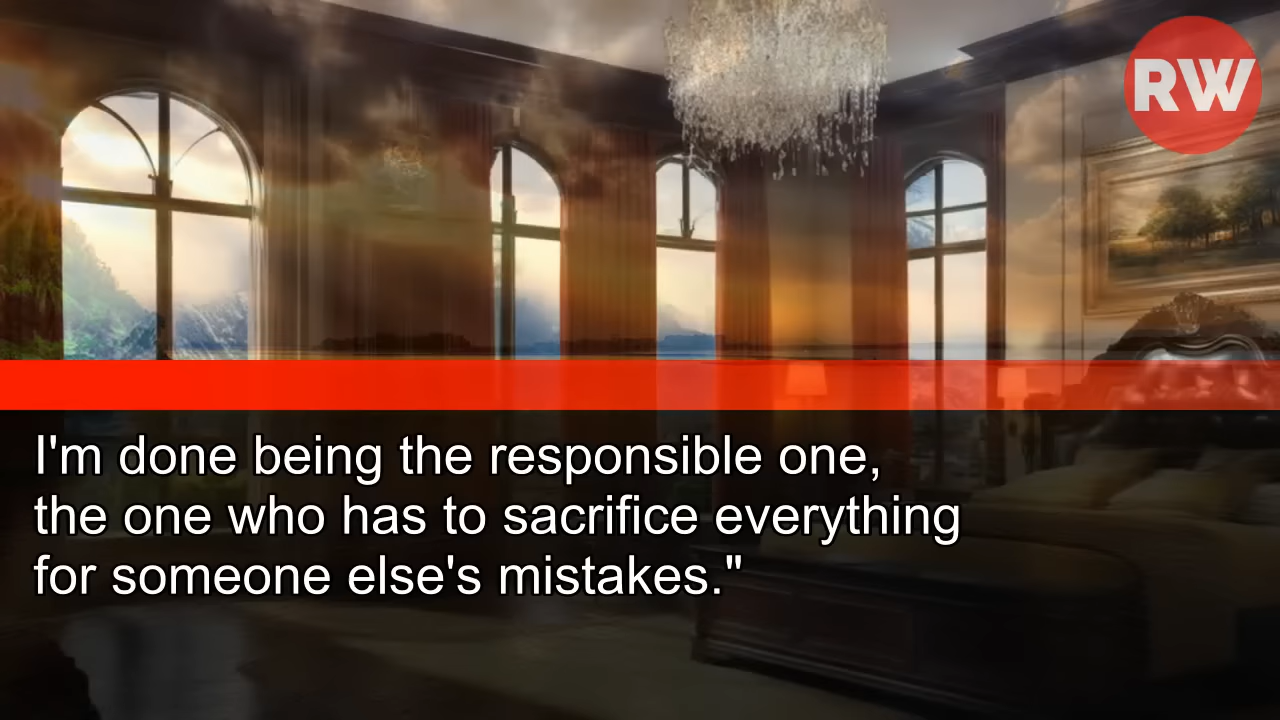 RW
I'm done being the responsible one,
the one who has to sacrifice everything
for someone else's mistakes."